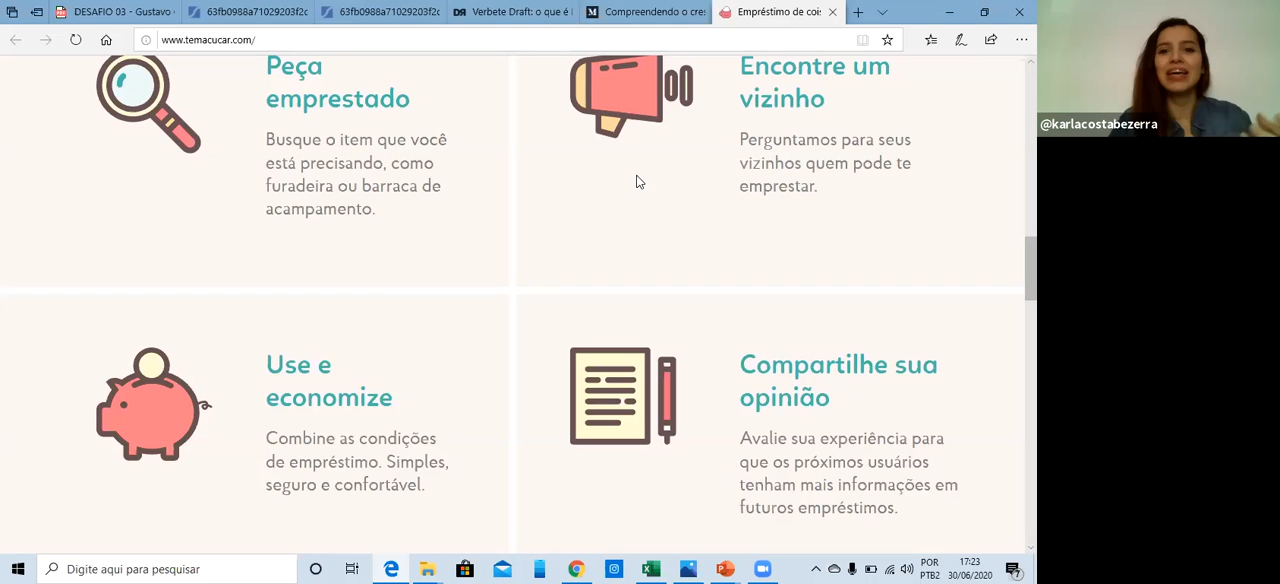 DESAFIO 03 - Gustavo
63fb0988a71029203f2c
63fb0988a71029203f2c
Verbete Draft: o que é
Compreendendo o cres
Empréstimo de cois
www.temacucar.com/
@karlacostabezerra
Peça
emprestado
Busque o item que você
está precisando, como
furadeira ou barraca de
acampamento.
Encontre um
vizinho
Perguntamos para seus
vizinhos quem pode te
emprestar.
Use e
economize
Combine as condições
de empréstimo. Simples,
seguro e confortável.
Compartilhe sua
opinião
Avalie sua experiência para
que os próximos usuários
tenham mais informações em
futuros empréstimos.
Digite aqui para pesquisar
POR
PTB2
17:23
30/06/2020